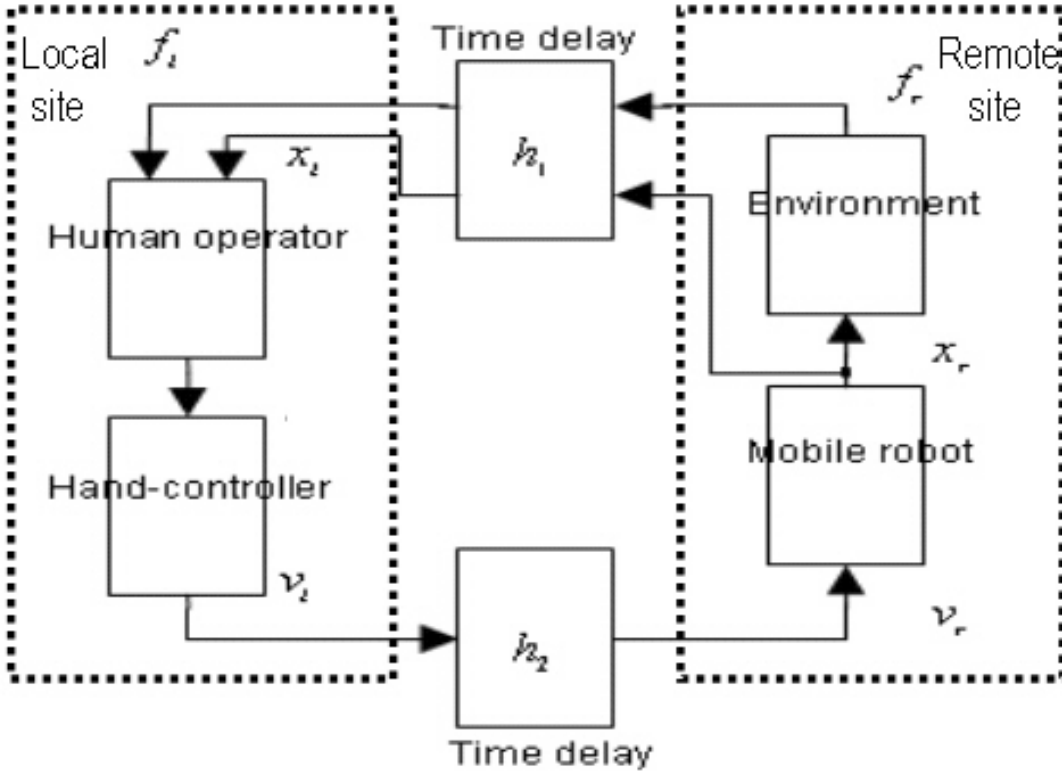 Time delay
Local
site
f_l
Remote
site
f_r
h_1
x_l
Environment
Human operator
x_r
Mobile robot
Hand-controller
v_l
v_r
h_2
Time delay